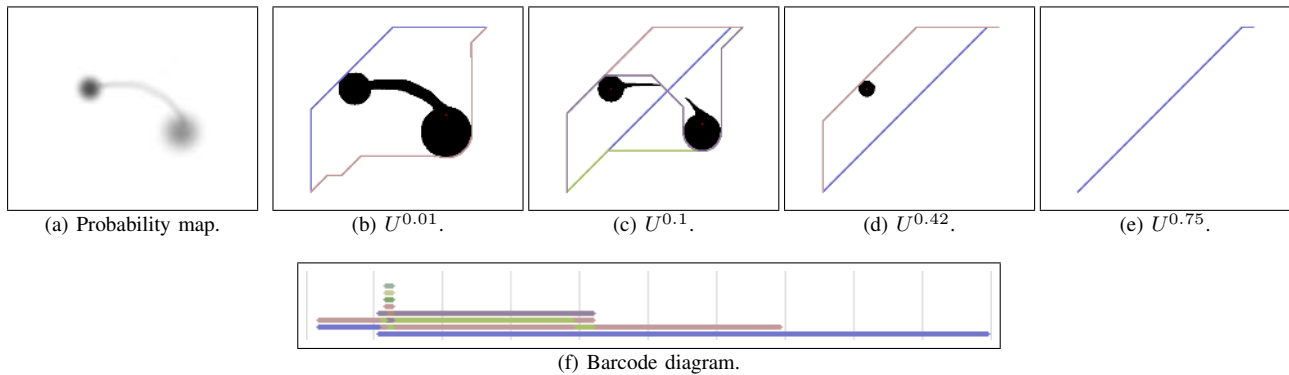 (a) Probability map.
(b) U^{0.01}.
(c) U^{0.1}.
(d) U^{0.42}.
(e) U^{0.75}.
(f) Barcode diagram.